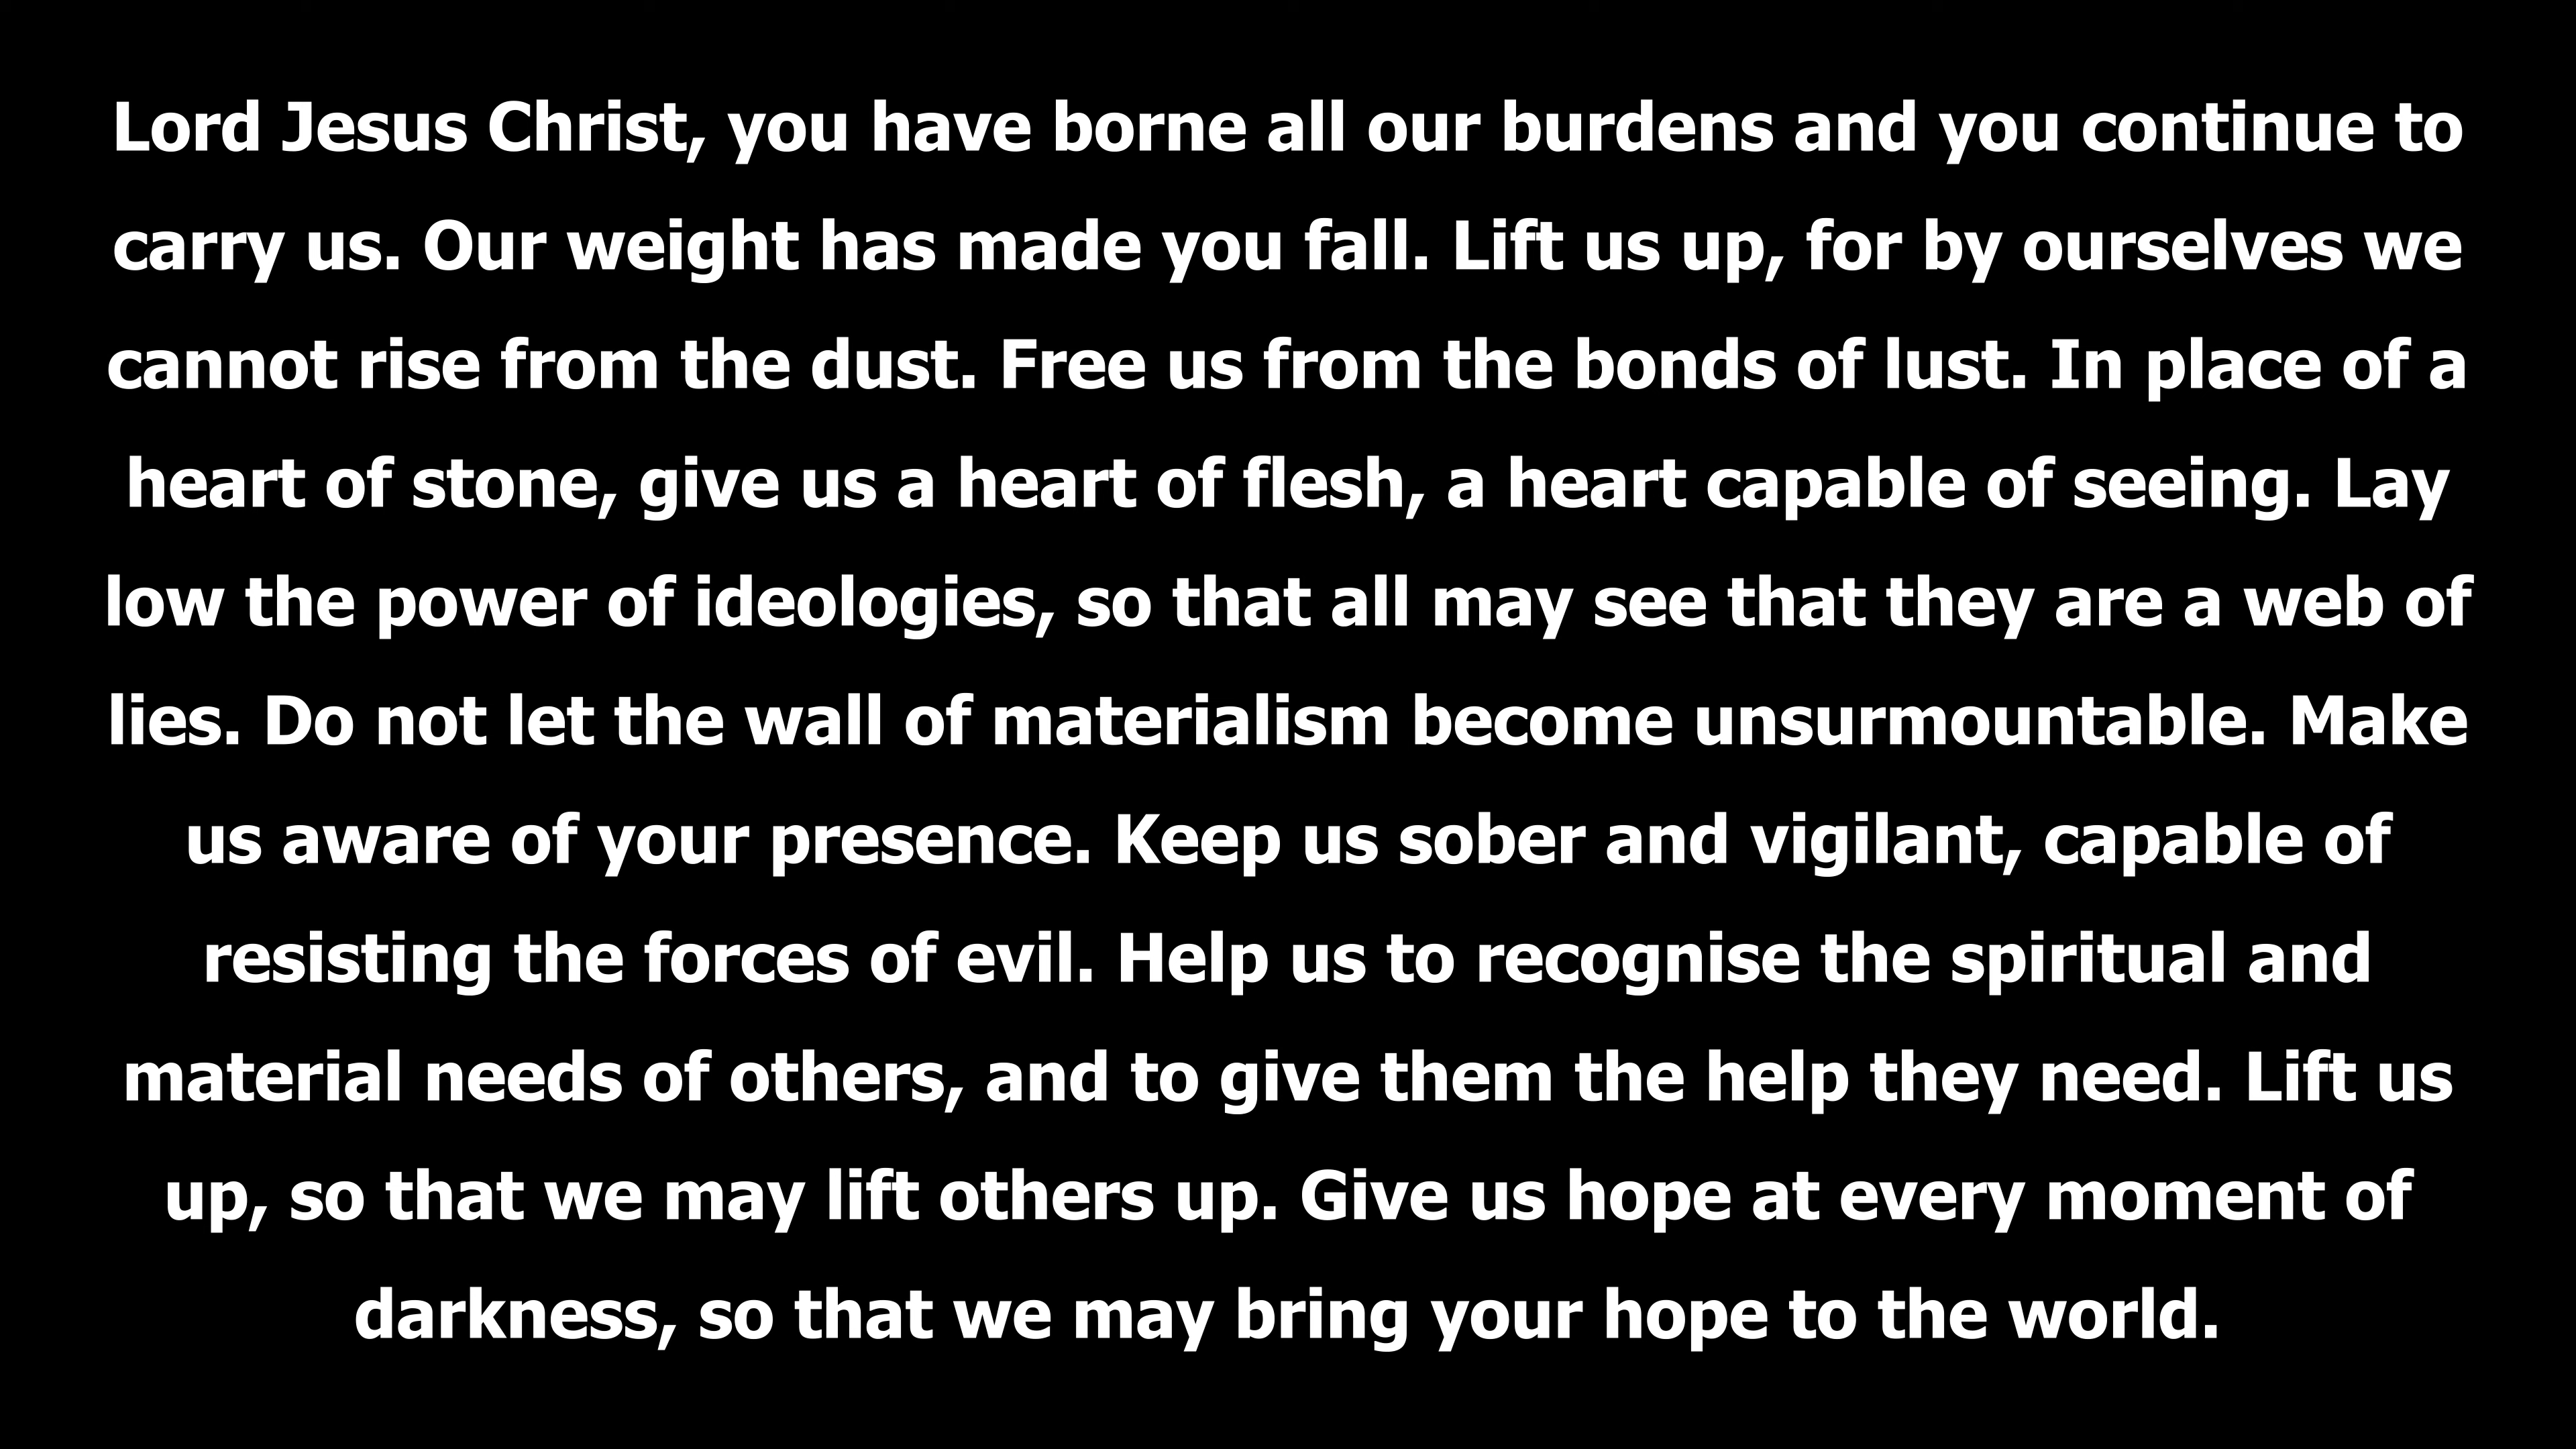 Lord Jesus Christ, you have borne all our burdens and you continue to
carry us. Our weight has made you fall. Lift us up, for by ourselves we
cannot rise from the dust. Free us from the bonds of lust. In place of a
heart of stone, give us a heart of flesh, a heart capable of seeing. Lay
low the power of ideologies, so that all may see that they are a web of
lies. Do not let the wall of materialism become unsurmountable. Make
us aware of your presence. Keep us sober and vigilant, capable of
resisting the forces of evil. Help us to recognise the spiritual and
material needs of others, and to give them the help they need. Lift us
up, so that we may lift others up. Give us hope at every moment of
darkness, so that we may bring your hope to the world.